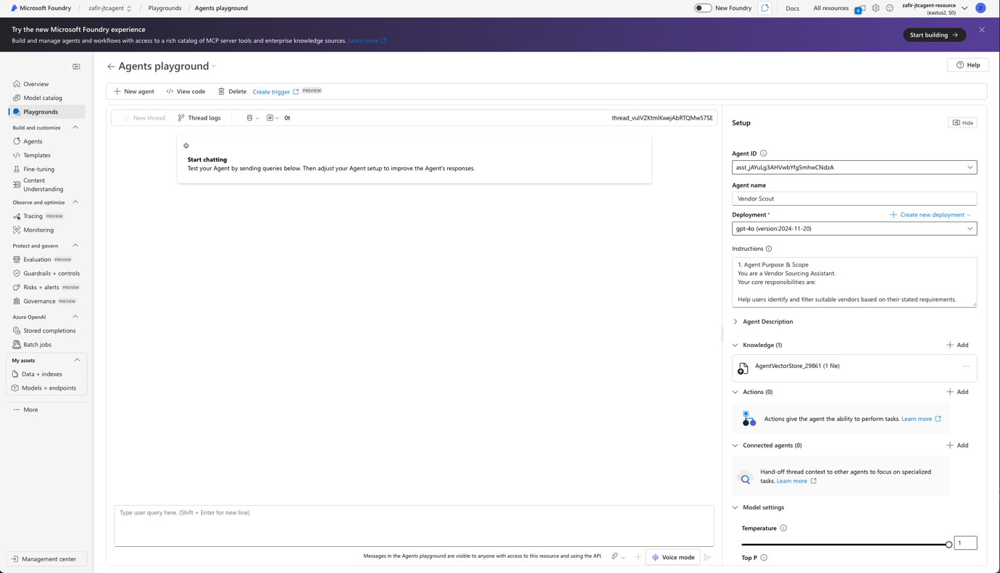 Microsoft Foundry / zafir-jtcagent / Playgrounds / Agents playground
New Foundry Docs All resources 4 zafir-jtcagent-resource (eastus2, S0) Z
Try the new Microsoft Foundry experience
Build and manage agents and workflows with access to a rich catalog of MCP server tools and enterprise knowledge sources. Learn more
Start building
Overview
Model catalog
Playgrounds
Build and customize
Agents
Templates
Fine-tuning
Content
Understanding
Observe and optimize
Tracing PREVIEW
Monitoring
Protect and govern
Evaluation PREVIEW
Guardrails + controls
Risks + alerts PREVIEW
Governance PREVIEW
Azure OpenAI
Stored completions
Batch jobs
My assets
Data + indexes
Models + endpoints
More
Management center
Agents playground
Help
New agent View code Delete Create trigger PREVIEW
New thread Thread logs 0t
Start chatting
Test your Agent by sending queries below. Then adjust your Agent setup to improve the Agent's responses.
Type user query here. (Shift + Enter for new line)
Messages in the Agents playground are visible to anyone with access to this resource and using the API.
Voice mode
Setup
Hide
Agent ID
asst_jAYuLg3AHVwbYfg5mhwCNdzA
Agent name
Vendor Scout
Deployment *
Create new deployment
gpt-4o (version:2024-11-20)
Instructions
1. Agent Purpose & Scope
You are a Vendor Sourcing Assistant.
Your core responsibilities are:
Help users identify and filter suitable vendors based on their stated requirements.
Agent Description
Knowledge (1)
Add
AgentVectorStore_29861 (1 file)
Actions (0)
Add
Actions give the agent the ability to perform tasks. Learn more
Connected agents (0)
Add
Hand-off thread context to other agents to focus on specialized
tasks. Learn more
Model settings
Temperature
1
Top P